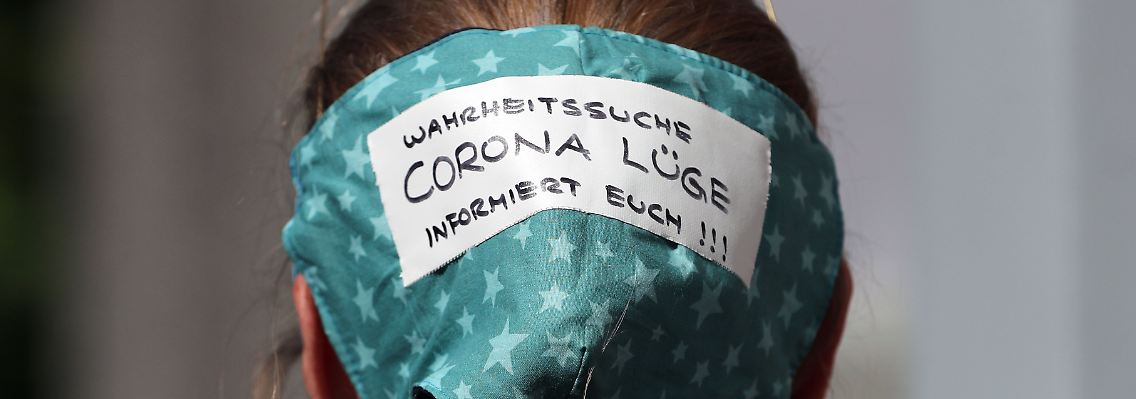 WAHRHEITSSUCHE
CORONA LÜGE
INFORMIERT EUCH !!!